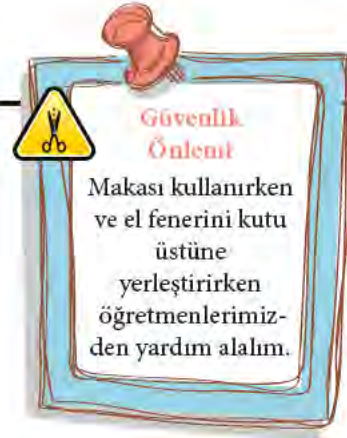 Güvenlik
Önlemi
Makası kullanırken
ve el fenerini kutu
üstüne
yerleştirirken
öğretmenlerimiz-
den yardım alalım.